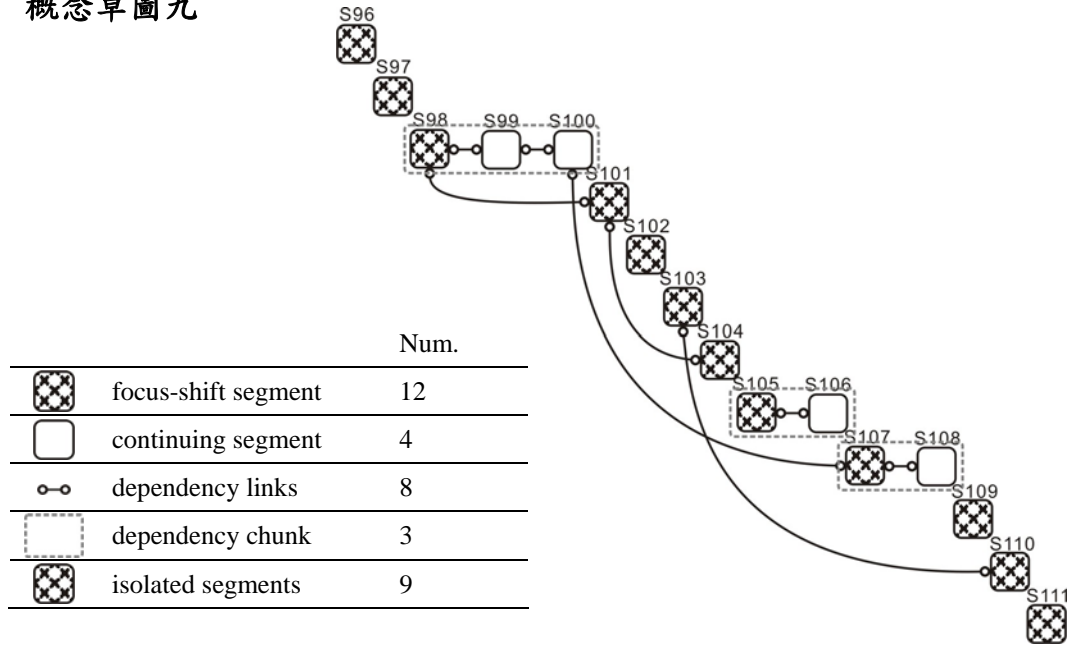 概念草圖九
S96
S97
S98 S99 S100
S101
S102
S103
S104
S105 S106
S107 S108
S109
S110
S111
Num.
focus-shift segment 12
continuing segment 4
dependency links 8
dependency chunk 3
isolated segments 9